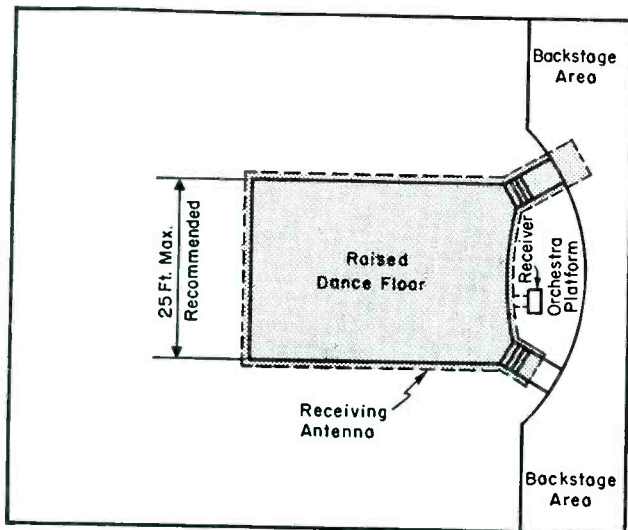 Backstage
Area
25 Ft. Max.
Recommended
Raised
Dance Floor
Receiver
Orchestra
Platform
Receiving
Antenna
Backstage
Area